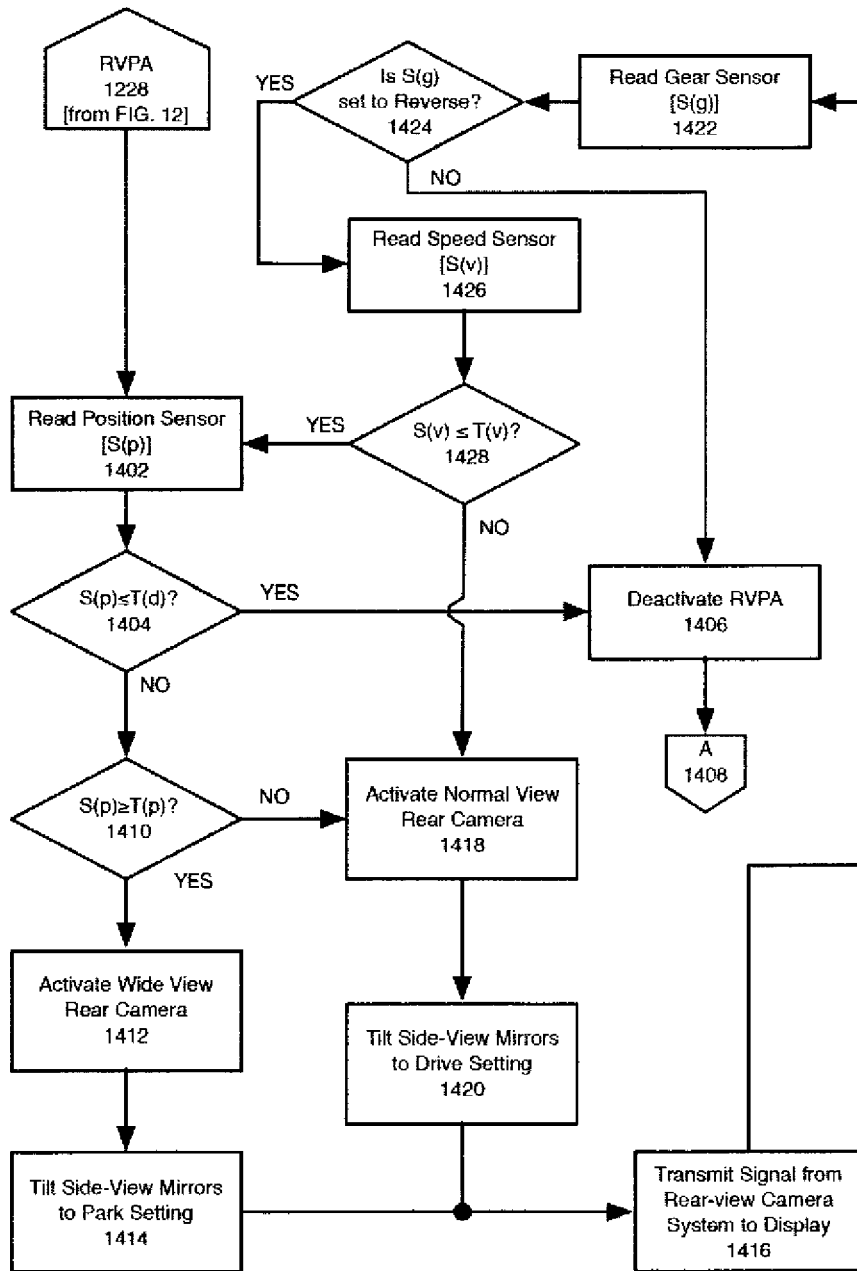 RVPA
1228
[from FIG. 12]
YES
Is S(g)
set to Reverse?
1424
NO
Read Gear Sensor
[S(g)]
1422
Read Speed Sensor
[S(v)]
1426
Read Position Sensor
[S(p)]
1402
YES
S(v) ≤ T(v)?
1428
NO
S(p)≤T(d)?
1404
YES
NO
Deactivate RVPA
1406
A
1408
S(p)≥T(p)?
1410
NO
YES
Activate Normal View
Rear Camera
1418
Activate Wide View
Rear Camera
1412
Tilt Side-View Mirrors
to Drive Setting
1420
Tilt Side-View Mirrors
to Park Setting
1414
Transmit Signal from
Rear-view Camera
System to Display
1416